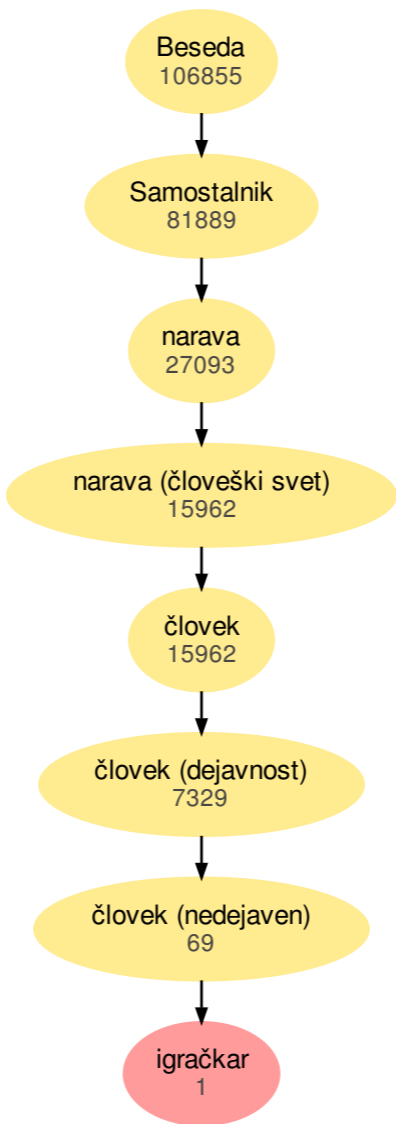 Beseda
106855
Samostalnik
81889
narava
27093
narava (človeški svet)
15962
človek
15962
človek (dejavnost)
7329
človek (nedejaven)
69
igračkar
1